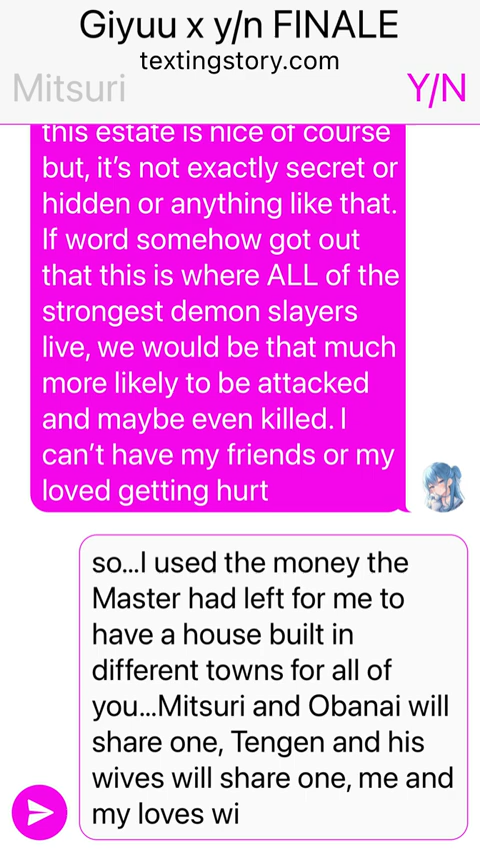 Giyuu x y/n FINALE
textingstory.com
Mitsuri
Y/N
this estate is nice of course
but, it’s not exactly secret or
hidden or anything like that.
If word somehow got out
that this is where ALL of the
strongest demon slayers
live, we would be that much
more likely to be attacked
and maybe even killed. I
can’t have my friends or my
loved getting hurt
so...I used the money the
Master had left for me to
have a house built in
different towns for all of
you...Mitsuri and Obanai will
share one, Tengen and his
wives will share one, me and
my loves wi